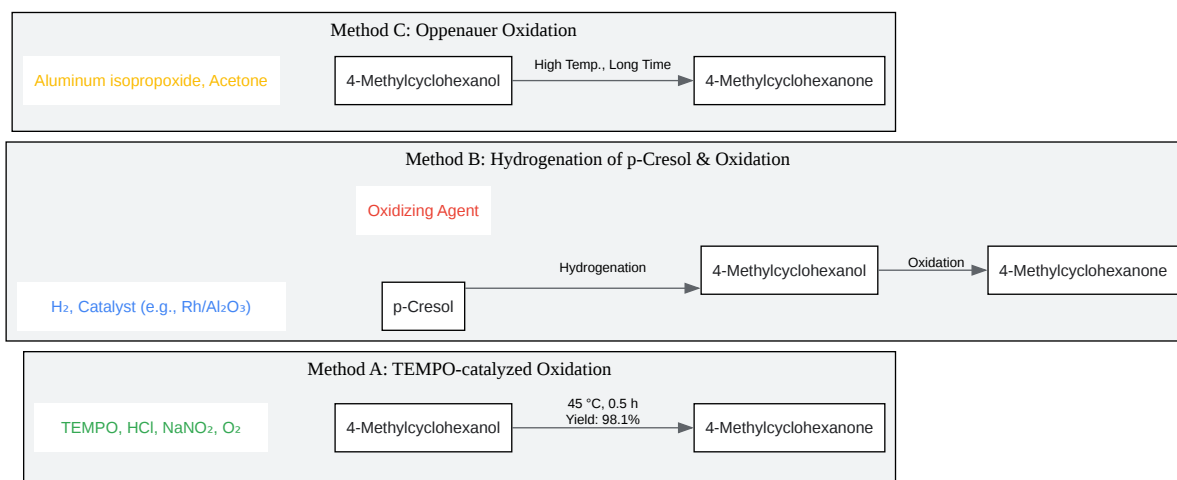 Method C: Oppenauer Oxidation
Aluminum isopropoxide, Acetone
4-Methylcyclohexanol
High Temp., Long Time
4-Methylcyclohexanone
Method B: Hydrogenation of p-Cresol & Oxidation
Oxidizing Agent
H₂, Catalyst (e.g., Rh/Al₂O₃)
p-Cresol
Hydrogenation
4-Methylcyclohexanol
Oxidation
4-Methylcyclohexanone
Method A: TEMPO-catalyzed Oxidation
TEMPO, HCl, NaNO₂, O₂
4-Methylcyclohexanol
45 °C, 0.5 h
Yield: 98.1%
4-Methylcyclohexanone